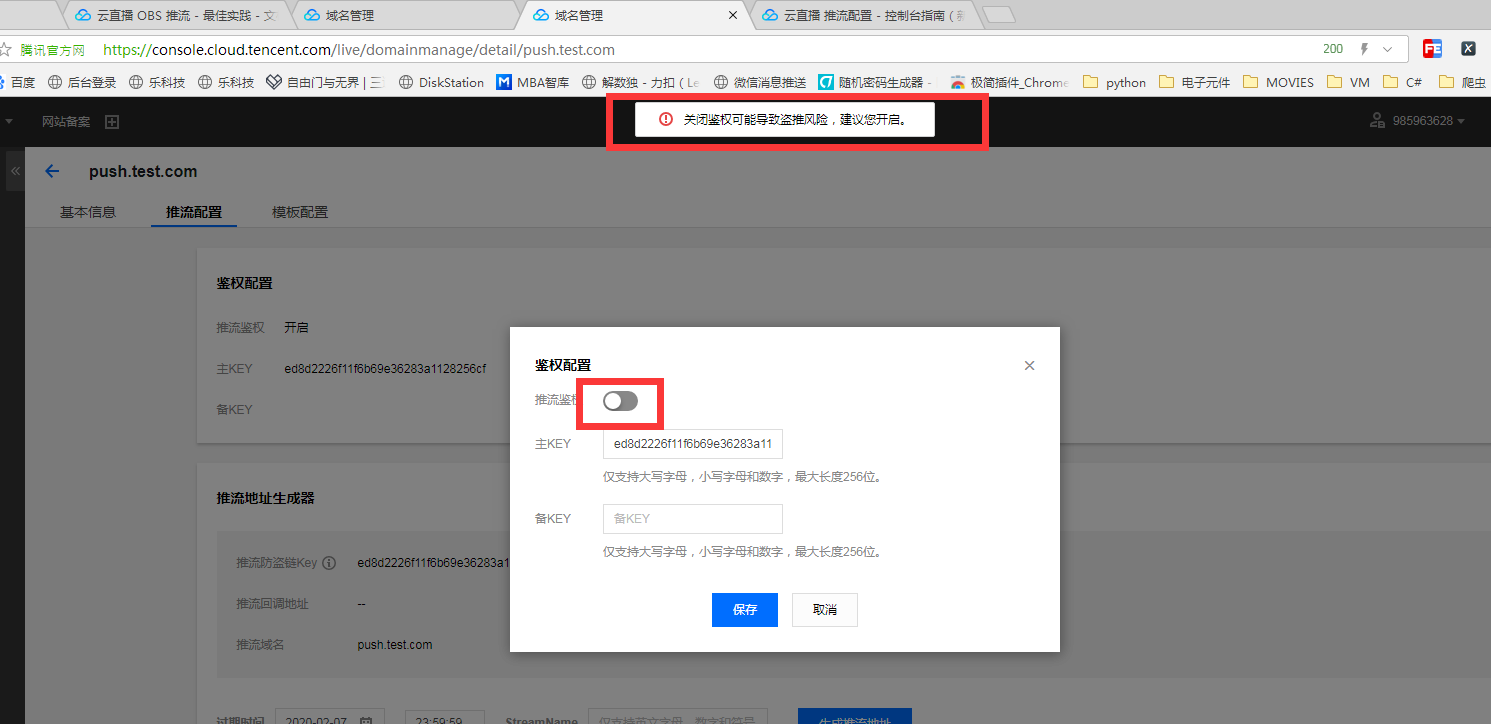 云直播 OBS 推流 - 最佳实践 - 文
域名管理
域名管理
云直播 推流配置 - 控制台指南 (
腾讯官方网
https://console.cloud.tencent.com/live/domainmanage/detail/push.test.com
200
FE
X
百度
后台登录
乐科技
乐科技
自由门与无界 | 三
DiskStation
M
MBA智库
解数独 - 力扣 ( Le
微信消息推送
随机密码生成器 -
极简插件_Chrome
python
电子元件
MOVIES
VM
C#
爬虫
网站备案
关闭鉴权可能导致盗推风险，建议您开启。
985963628
push.test.com
基本信息
推流配置
模板配置
鉴权配置
推流鉴权 开启
主KEY ed8d2226f11f6b69e36283a1128256cf
备KEY
鉴权配置
推流鉴权
主KEY ed8d2226f11f6b69e36283a11
仅支持大写字母，小写字母和数字，最大长度256位。
备KEY 备KEY
仅支持大写字母，小写字母和数字，最大长度256位。
保存 取消
推流地址生成器
推流防盗链Key ed8d2226f11f6b69e36283a1
推流回调地址 --
推流域名 push.test.com
过期时间 2020-02-07 23:59:59 StreamName 仅支持英文字母、数字和符号 生成推流地址